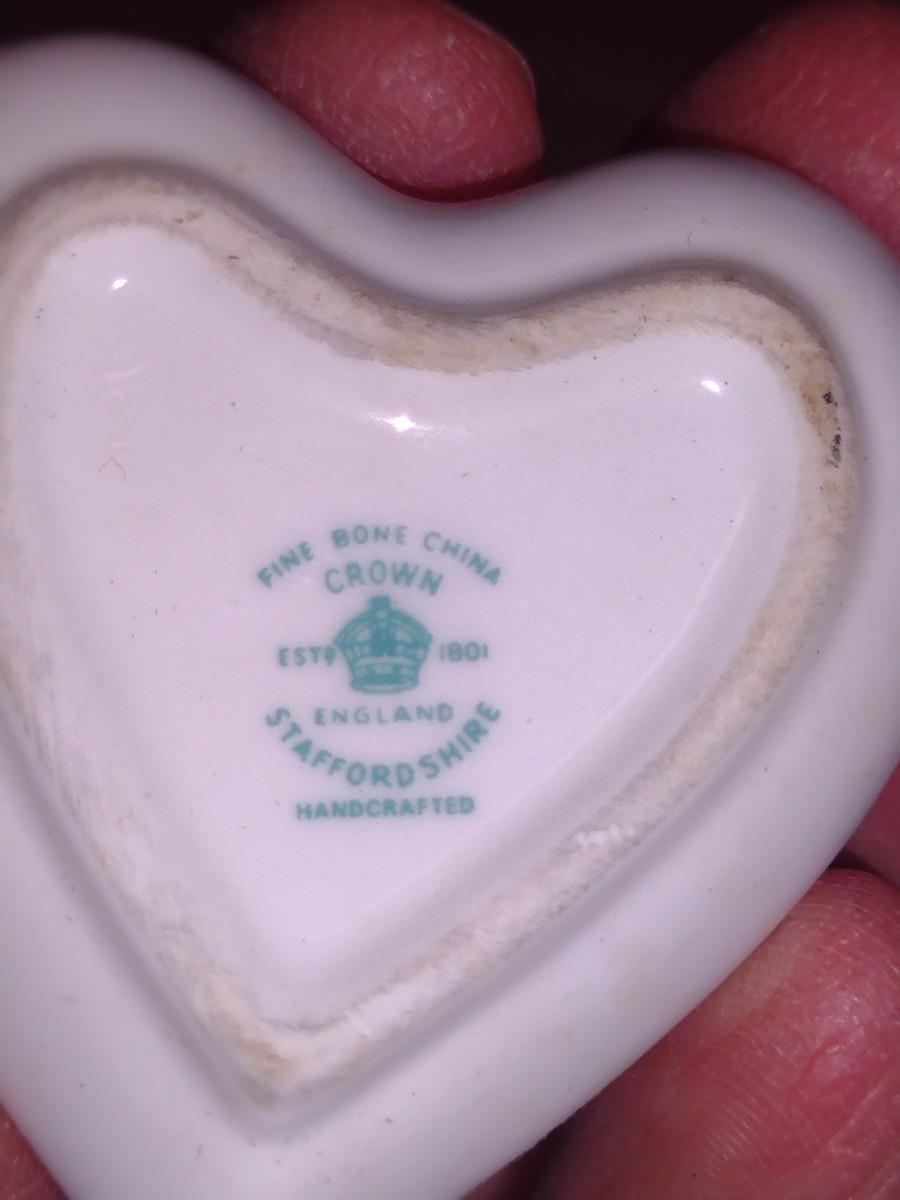 FINE BONE CHINA
CROWN
ESTD 1801
ENGLAND
STAFFORDSHIRE
HANDCRAFTED